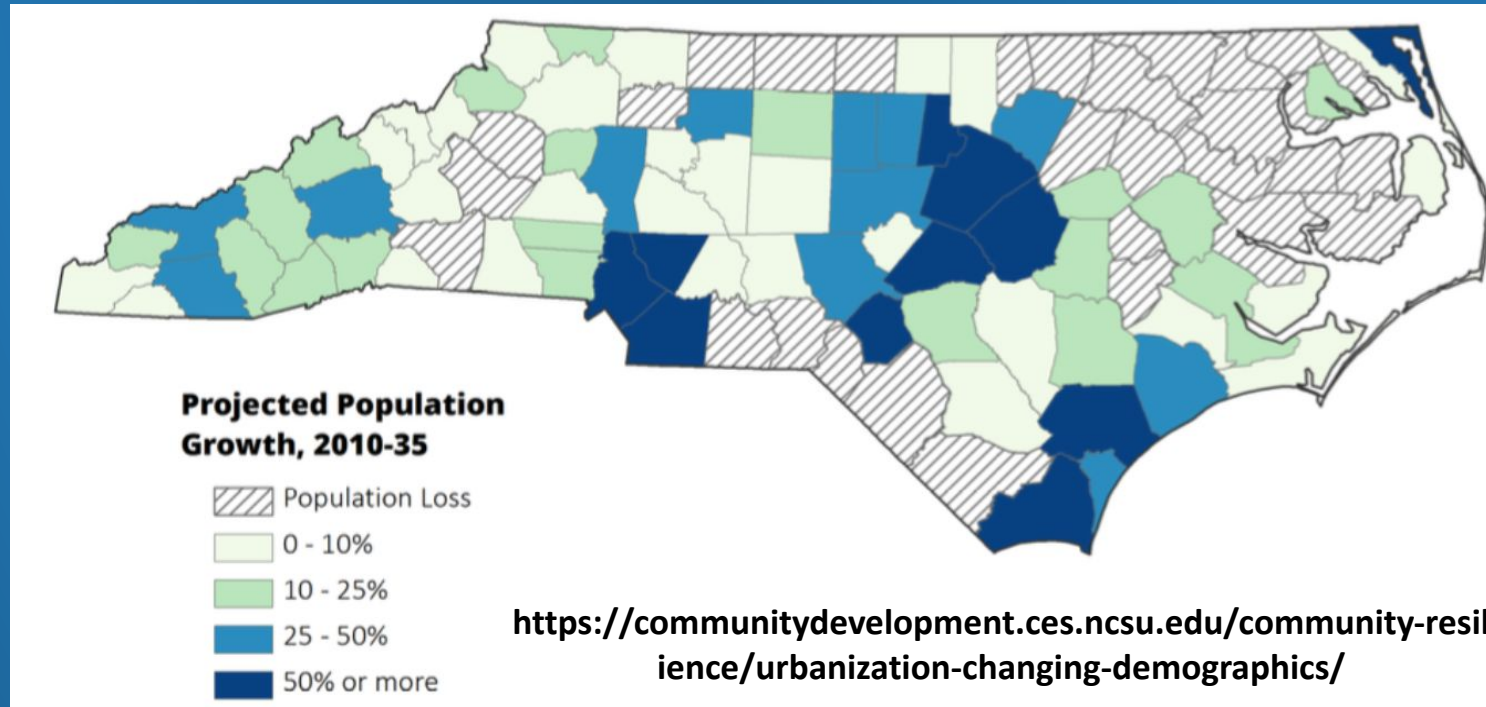 Projected Population
Growth, 2010-35
Population Loss
0 - 10%
10 - 25%
25 - 50%
50% or more
https://communitydevelopment.ces.ncsu.edu/community-resil
ience/urbanization-changing-demographics/